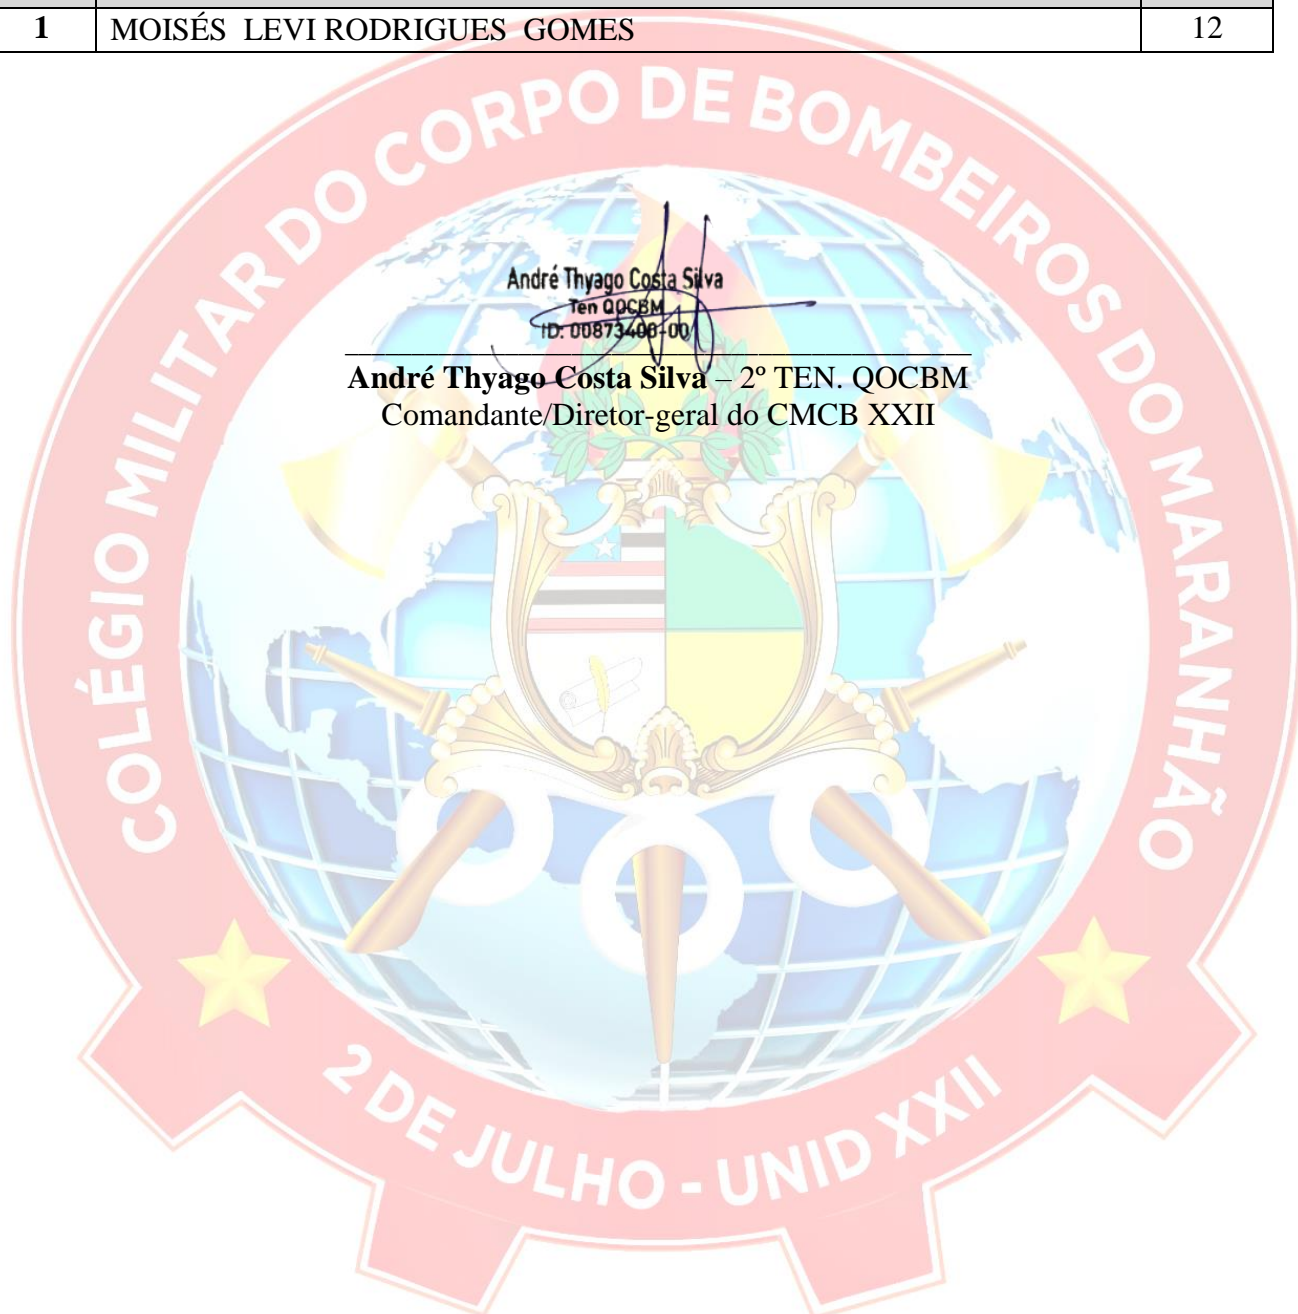 1 MOISÉS LEVI RODRIGUES GOMES 12
André Thyago Costa Silva
Ten QOCBM
ID: 00873400-00
André Thyago Costa Silva – 2º TEN. QOCBM
Comandante/Diretor-geral do CMCB XXII
COLÉGIO MILITAR DO CORPO DE BOMBEIROS DO MARANHÃO
2 DE JULHO - UNID XXII